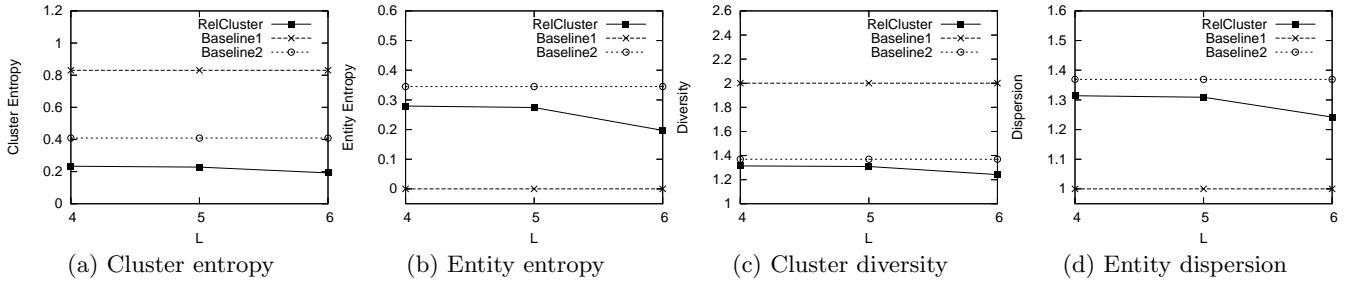 Cluster Entropy
1.2
1
0.8
0.6
0.4
0.2
0
4
5
6
L
RelCluster
Baseline1
Baseline2
(a) Cluster entropy
Entity Entropy
0.6
0.5
0.4
0.3
0.2
0.1
0
4
5
6
L
RelCluster
Baseline1
Baseline2
(b) Entity entropy
Diversity
2.6
2.4
2.2
2
1.8
1.6
1.4
1.2
1
4
5
6
L
RelCluster
Baseline1
Baseline2
(c) Cluster diversity
Dispersion
1.6
1.5
1.4
1.3
1.2
1.1
1
4
5
6
L
RelCluster
Baseline1
Baseline2
(d) Entity dispersion